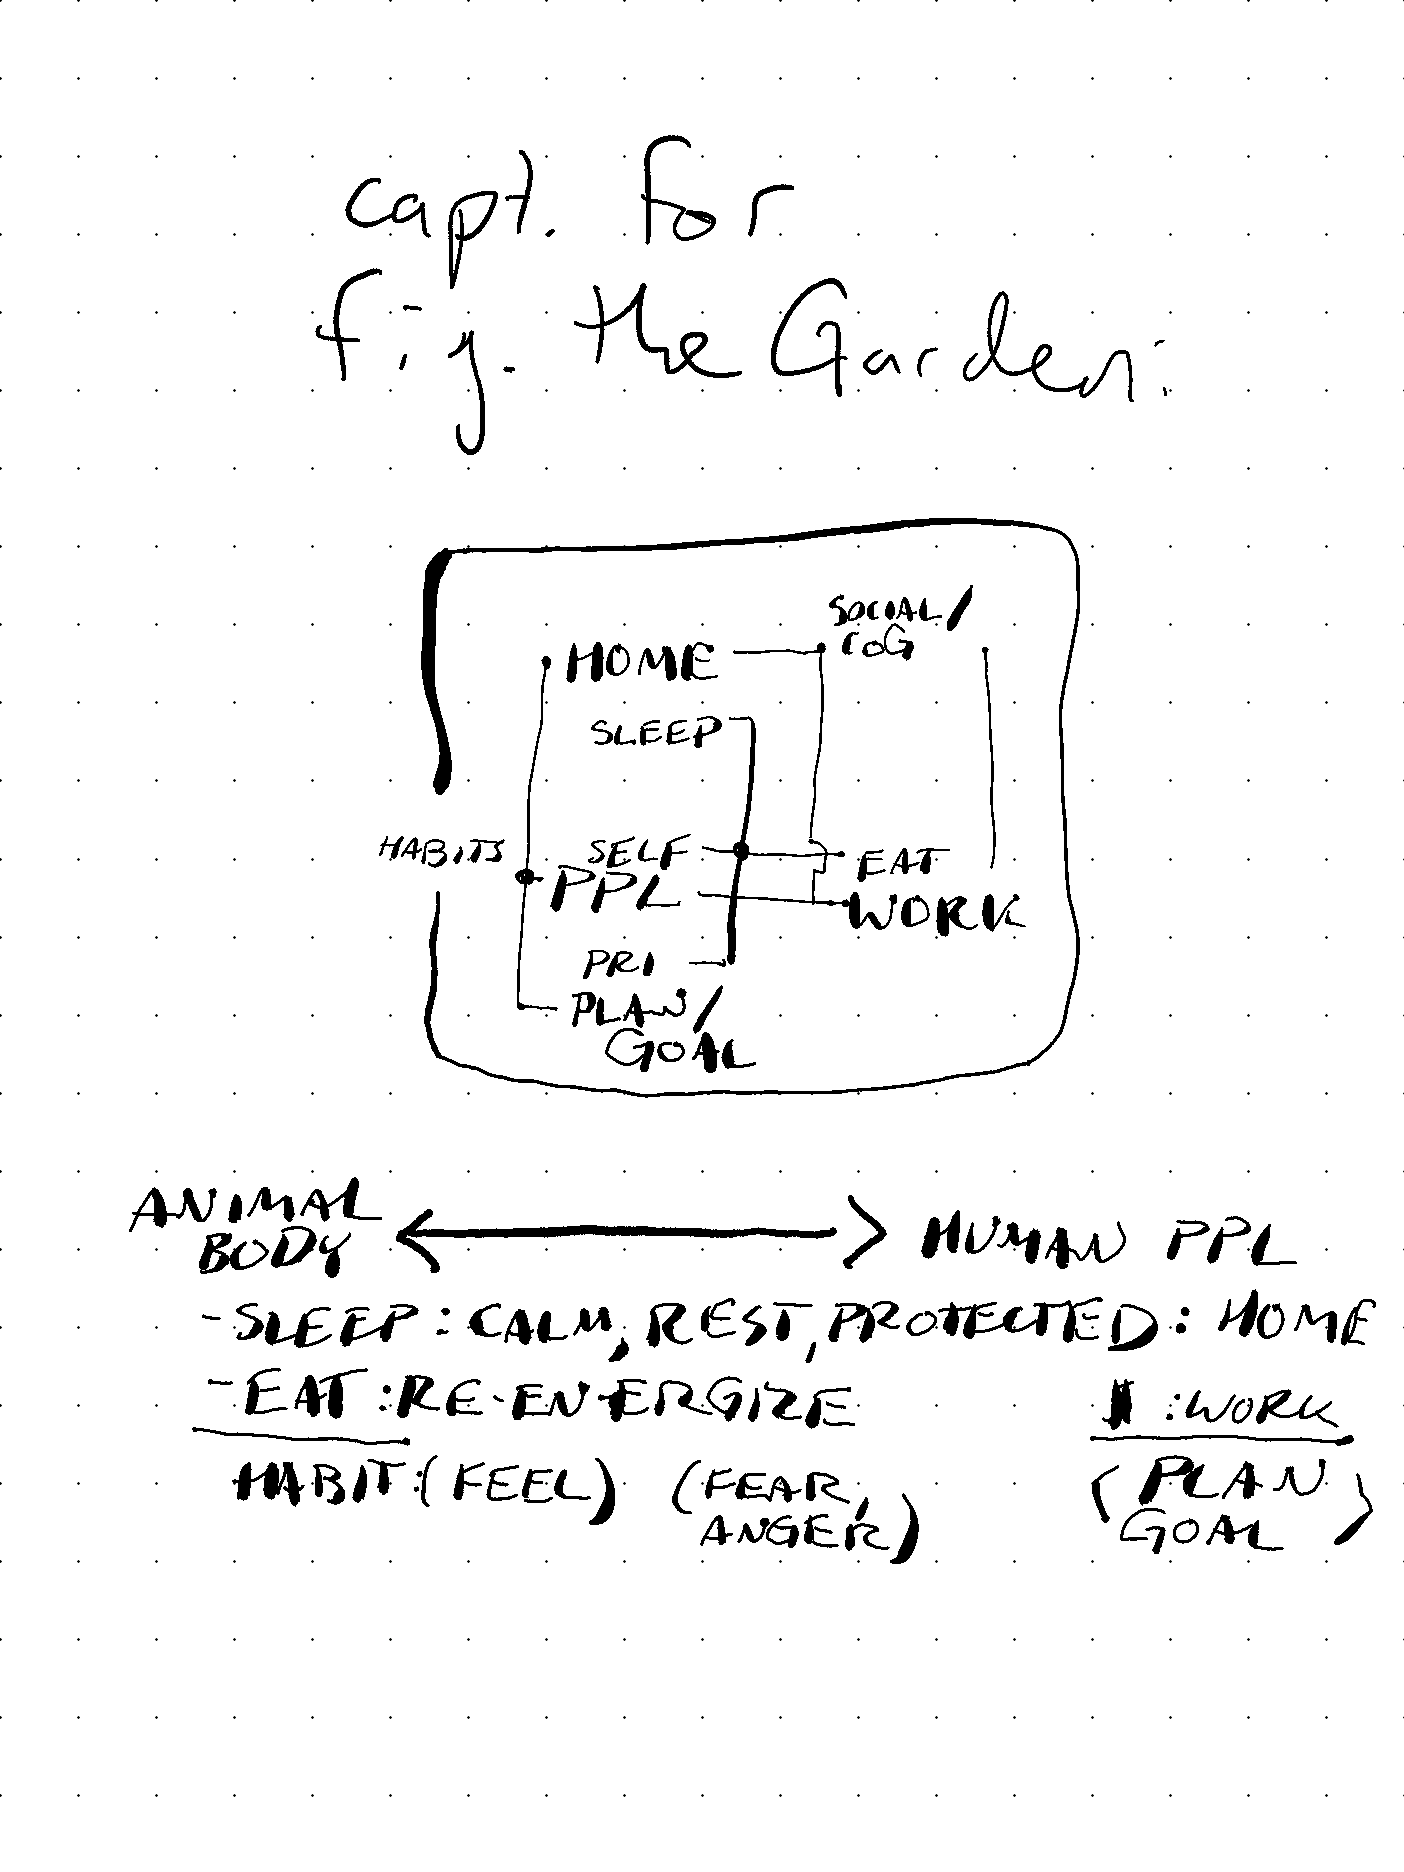 capt. for
fig. the Garden:
SOCIAL/
HOME COG
SLEEP
HABITS SELF EAT
PPL WORK
PRI
PLAN/
GOAL
ANIMAL
BODY HUMAN PPL
-SLEEP: CALM, REST, PROTECTED: HOME
-EAT: RE-ENERGIZE :WORK
HABIT: (FEEL) (FEAR, (PLAN
ANGER) GOAL)